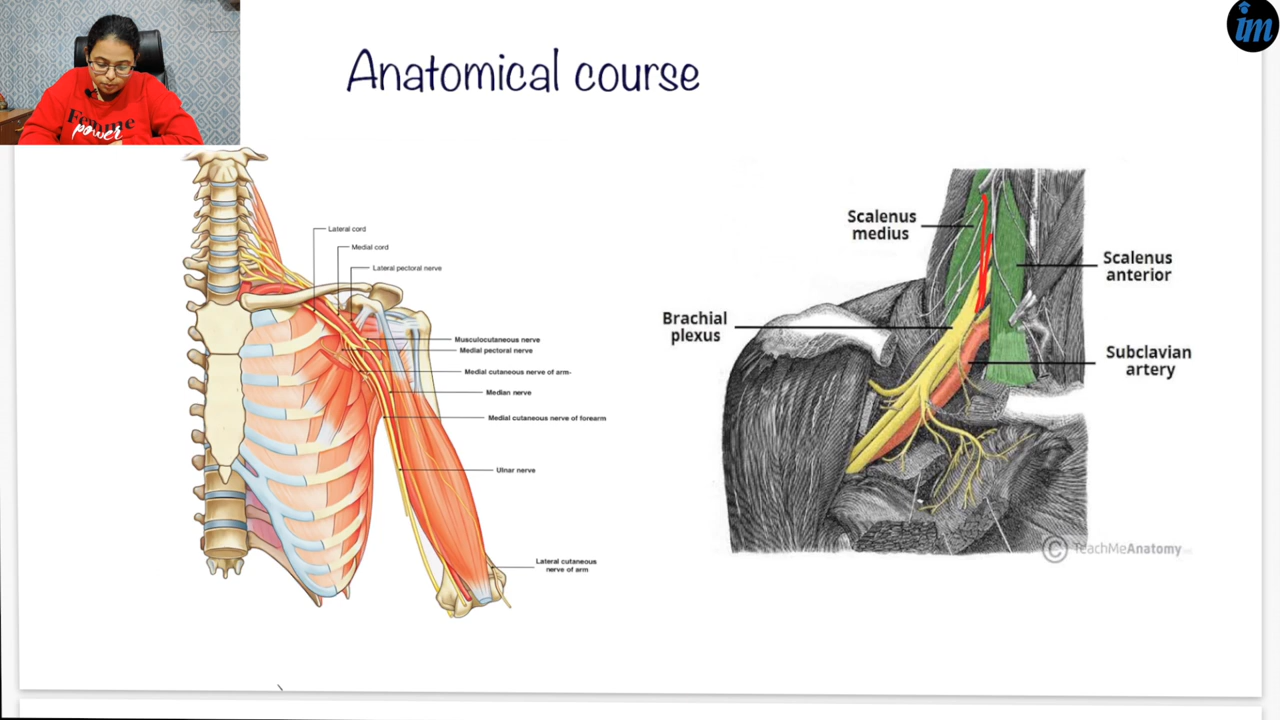 Femme
power
im
Anatomical course
Lateral cord
Medial cord
Lateral pectoral nerve
Musculocutaneous nerve
Medial pectoral nerve
Medial cutaneous nerve of arm-
Median nerve
Medial cutaneous nerve of forearm
Ulnar nerve
Lateral cutaneous
nerve of arm
Scalenus
medius
Scalenus
anterior
Brachial
plexus
Subclavian
artery
© TeachMeAnatomy